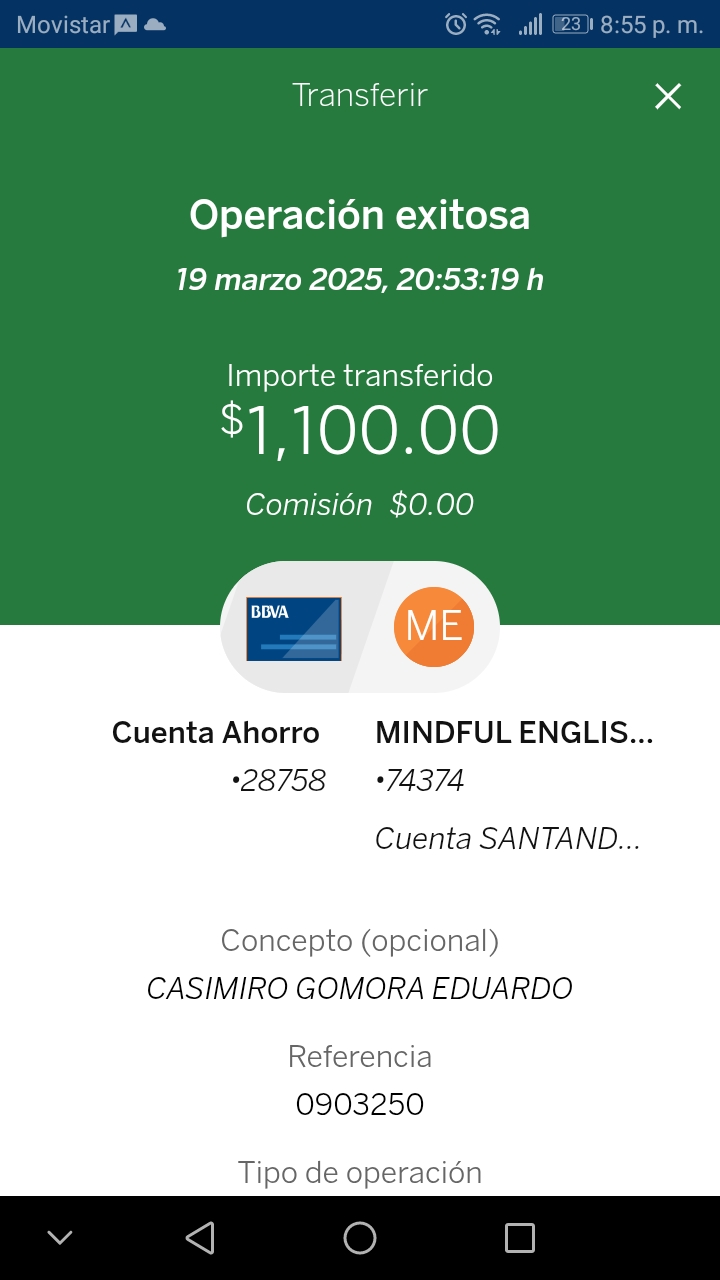 Movistar 23 8:55 p. m.
Transferir
Operación exitosa
19 marzo 2025, 20:53:19 h
Importe transferido
$1,100.00
Comisión $0.00
BBVA ME
Cuenta Ahorro MINDFUL ENGLIS...
•28758 •74374
Cuenta SANTAND...
Concepto (opcional)
CASIMIRO GOMORA EDUARDO
Referencia
0903250
Tipo de operación